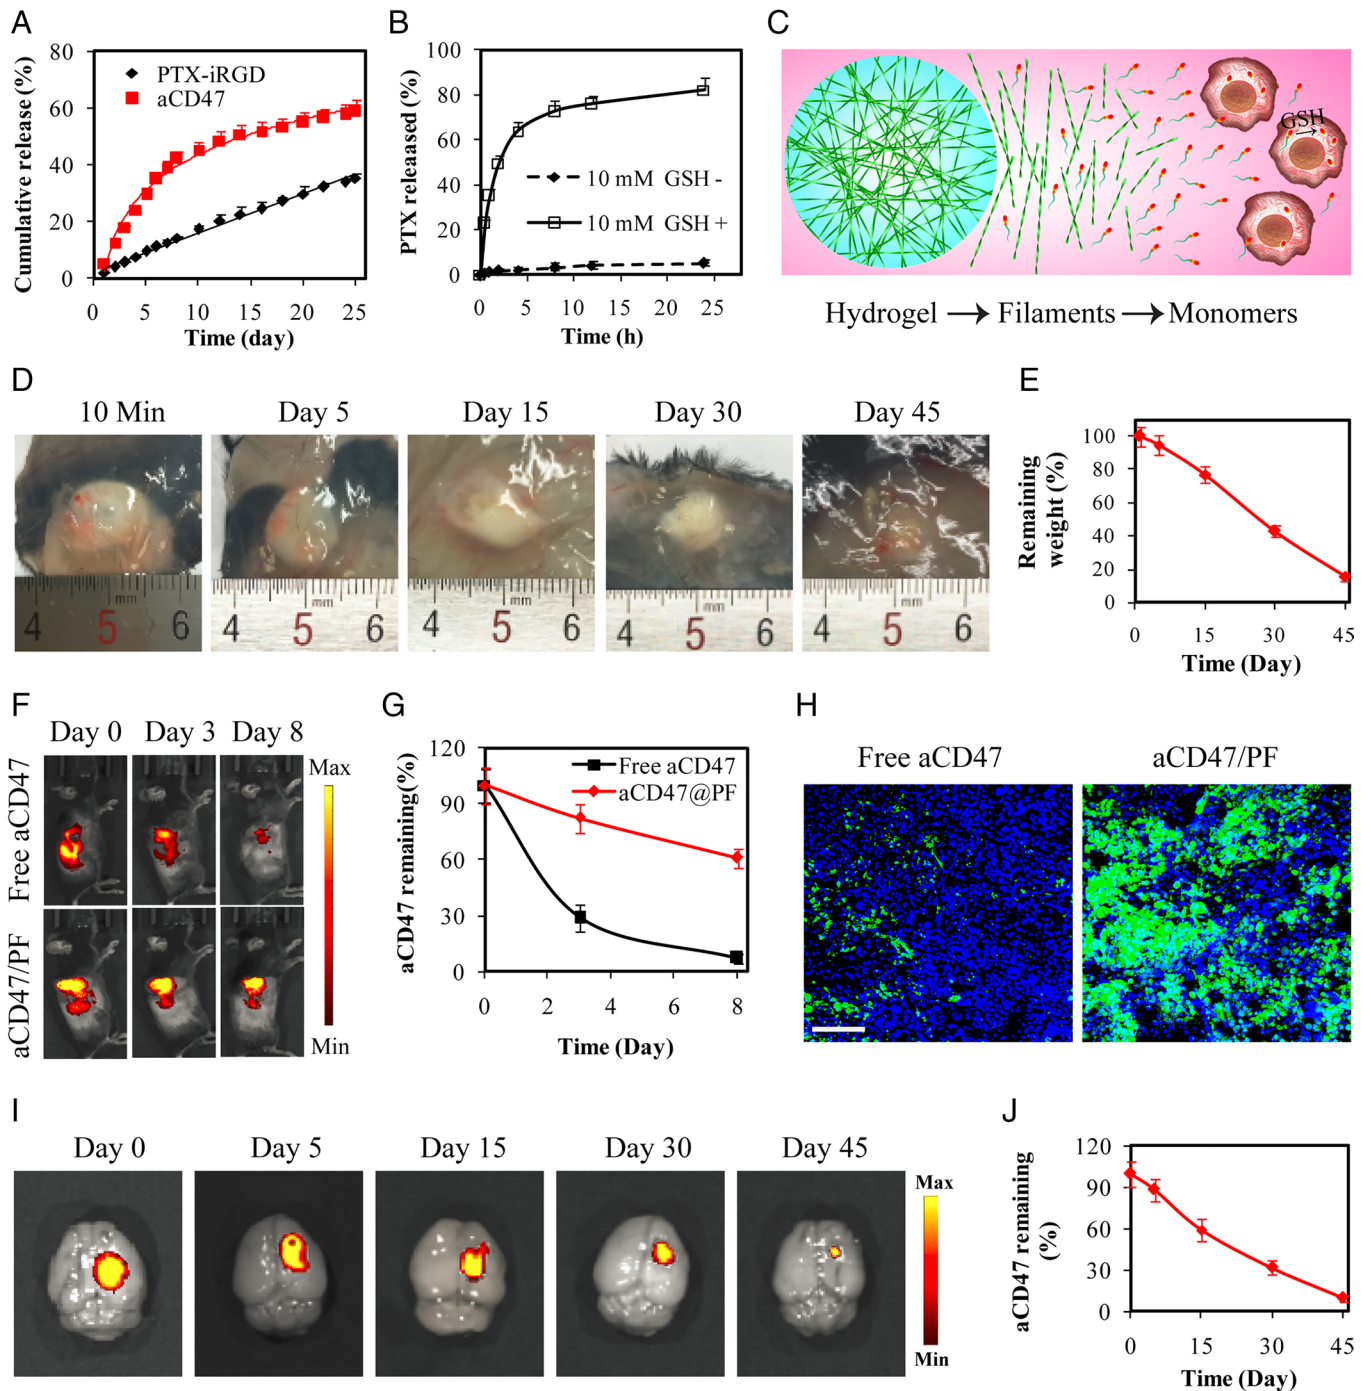 A
Cumulative release (%)
80
60
40
20
0
PTX-iRGD
aCD47
0 5 10 15 20 25
Time (day)
B
PTX releaased (%)
100
80
60
40
20
0
10 mM GSH -
10 mM GSH +
0 5 10 15 20 25
Time (h)
C
GSH
Hydrogel → Filaments → Monomers
D
10 Min Day 5 Day 15 Day 30 Day 45
4 5 6
mm
4 5 6
mm
4 5 6
mm
4 5 6
mm
4 5 6
E
Remaining
weight (%)
100
80
60
40
20
0
0 15 30 45
Time (Day)
F
Day 0 Day 3 Day 8
Free aCD47
aCD47/PF
Max
Min
G
aCD47 remaining(%)
120
90
60
30
0
Free aCD47
aCD47@PF
0 2 4 6 8
Time (Day)
H
Free aCD47 aCD47/PF
I
Day 0 Day 5 Day 15 Day 30 Day 45
Max
Min
J
aCD47 remaining
(%)
120
90
60
30
0
0 15 30 45
Time (Day)